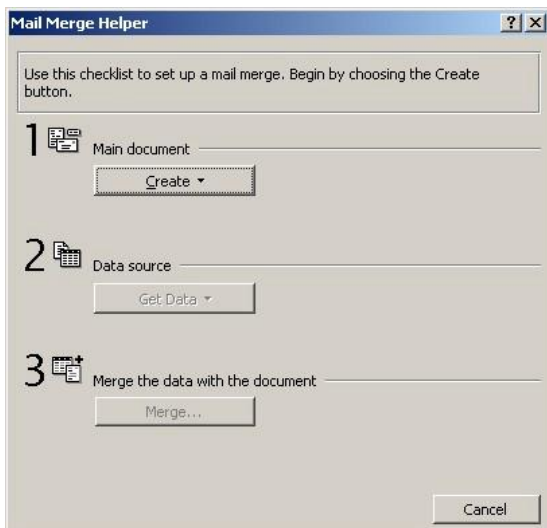 Mail Merge Helper
Use this checklist to set up a mail merge. Begin by choosing the Create
button.
1 Main document
Create
2 Data source
Get Data
3 Merge the data with the document
Merge...
Cancel